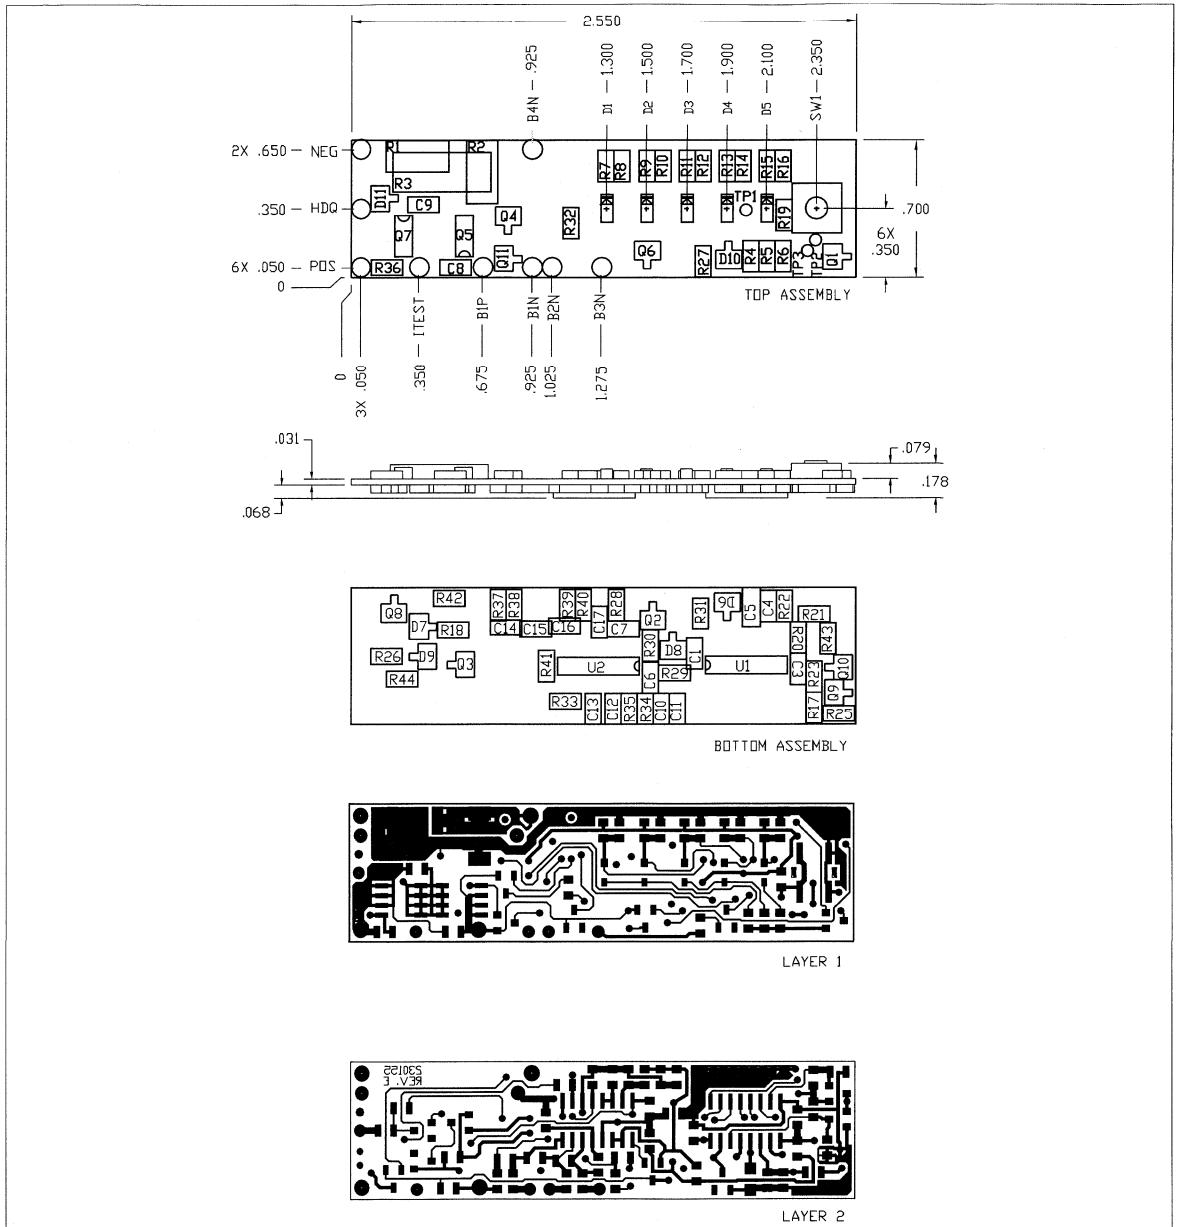 2.550
B4N — .925
D1 — 1.300
D2 — 1.500
D3 — 1.700
D4 — 1.900
D5 — 2.100
SW1 — 2.350
2X .650 — NEG
R1
R2
R3
R7
R8
R9
R10
R11
R12
R13
R14
R15
R16
D11
C9
TP1
.350 — HDQ
Q4
R32
R19
.700
6X
.350
Q7
Q5
Q11
Q6
R27
D10
R4
R5
R6
TP3
TP2
Q1
6X .050 — POS
R36
C8
0
TOP ASSEMBLY
0
3X .050
.350 — ITEST
.675 — B1P
.925 — B1N
1.025 — B2N
1.275 — B3N
.031
.079
.178
.068
R42
R37
R38
R39
R40
R28
R31
D6
C5
C4
R22
R21
Q8
D7
R18
C14
C15
C16
C17
C7
Q2
R20
R43
R26
D9
Q3
R41
U2
R30
D8
C1
U1
C3
R23
Q10
R44
C6
R29
Q9
R33
C13
C12
R35
R34
C10
C11
R17
R25
BOTTOM ASSEMBLY
LAYER 1
230155
REV. E
LAYER 2